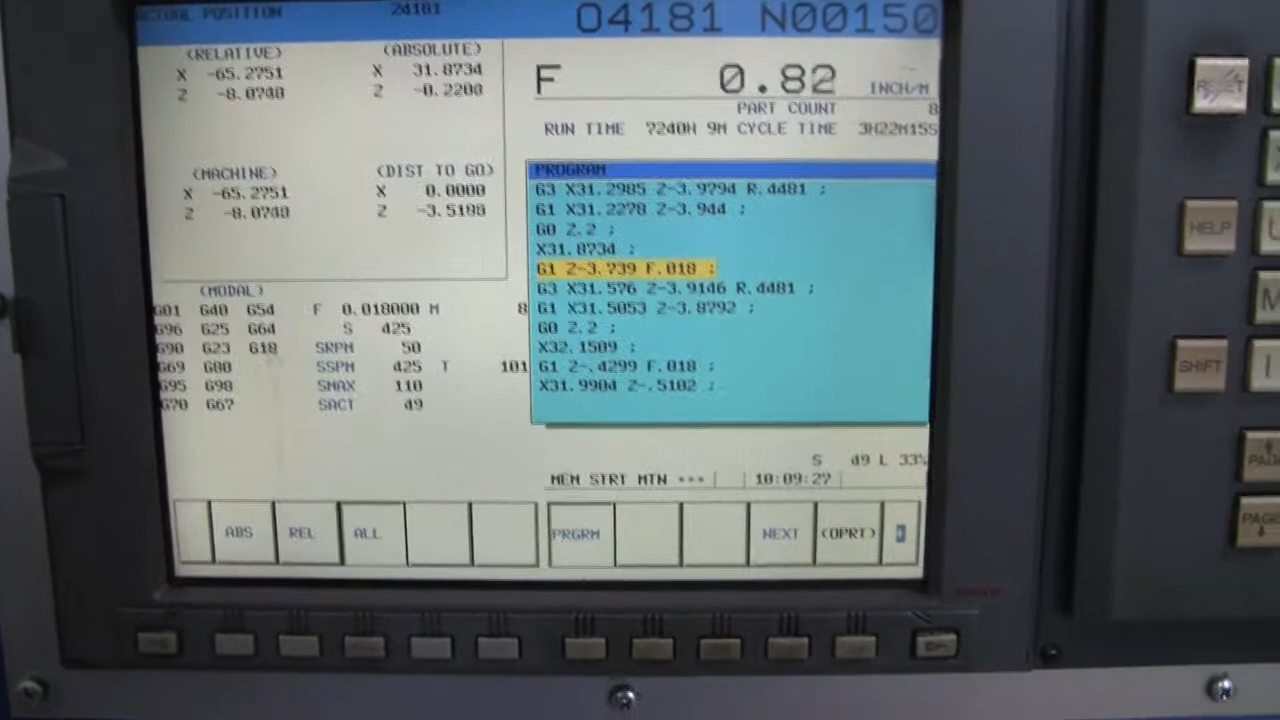 ACTUAL POSITION 24181 O4181 N00150
(RELATIVE) (ABSOLUTE)
X -65.2751 X 31.8734
Z -8.0740 Z -0.2200
F 0.82 INCH/M
PART COUNT 8
RUN TIME 7240H 9M CYCLE TIME 3H22M15S
(MACHINE) (DIST TO GO)
X -65.2751 X 0.0000
Z -8.0740 Z -3.5188
PROGRAM
G3 X31.2985 Z-3.9794 R.4481 ;
G1 X31.2278 Z-3.944 ;
G0 Z.2 ;
X31.8734 ;
G1 Z-3.739 F.018 ;
G3 X31.576 Z-3.9146 R.4481 ;
G1 X31.5053 Z-3.8792 ;
G0 Z.2 ;
X32.1509 ;
G1 Z-.4299 F.018 ;
X31.9904 Z-.5102 ;
(MODAL)
G01 G40 G54 F 0.018000 M 8
G96 G25 G64 S 425
G90 G23 G18 SRPM 50
G69 G80 SSPM 425 T 101
G95 G98 SMAX 110
G70 G67 SACT 49
S 49 L 33%
MEM STRT MTN *** 10:09:27
ABS REL ALL PRGRM NEXT (OPRT)
RESET
HELP
SHIFT
PAGE
PAGE